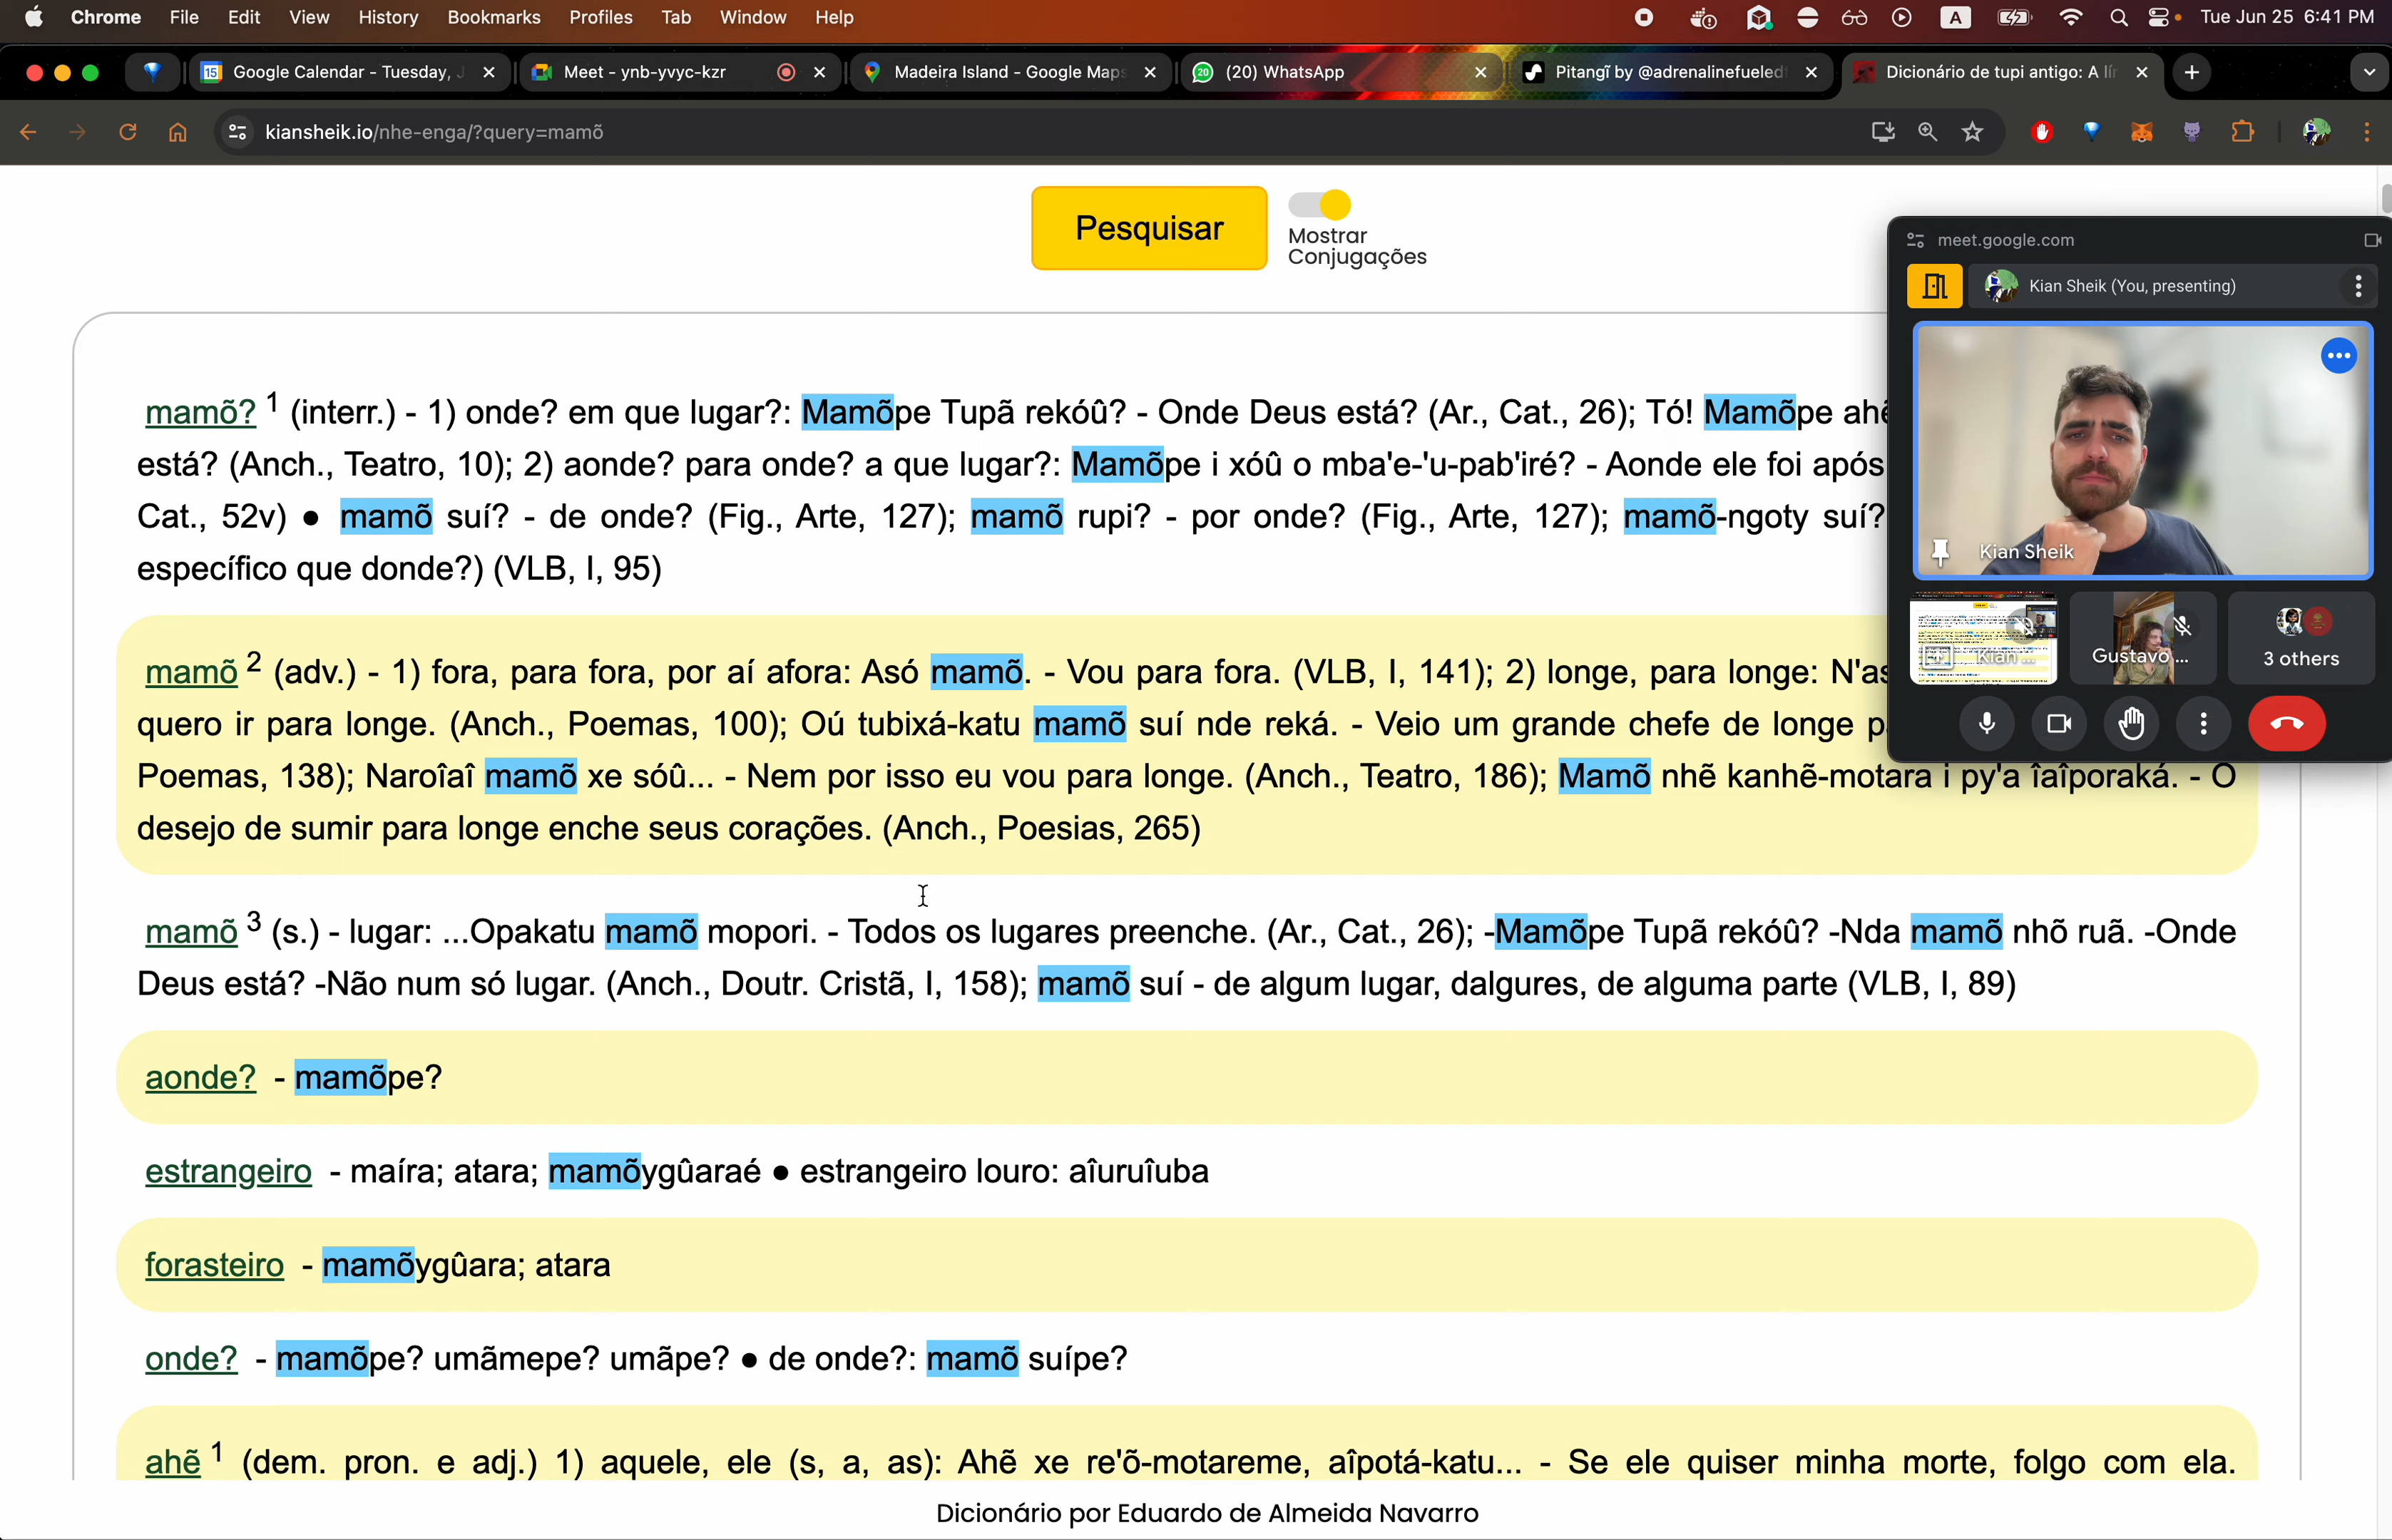 Chrome File Edit View History Bookmarks Profiles Tab Window Help
A
Tue Jun 25 6:41 PM
15 Google Calendar - Tuesday, J
Meet - ynb-yvyc-kzr
Madeira Island - Google Maps
20 (20) WhatsApp
Pitangĩ by @adrenalinefueled
Dicionário de tupi antigo: A lín
kiansheik.io/nhe-enga/?query=mamõ
Pesquisar
Mostrar
Conjugações
mamõ? 1 (interr.) - 1) onde? em que lugar?: Mamõpe Tupã rekóû? - Onde Deus está? (Ar., Cat., 26); Tó! Mamõpe ahẽ
está? (Anch., Teatro, 10); 2) aonde? para onde? a que lugar?: Mamõpe i xóû o mba'e-'u-pab'iré? - Aonde ele foi após
Cat., 52v) ● mamõ suí? - de onde? (Fig., Arte, 127); mamõ rupi? - por onde? (Fig., Arte, 127); mamõ-ngoty suí?
específico que donde?) (VLB, I, 95)
mamõ 2 (adv.) - 1) fora, para fora, por aí afora: Asó mamõ. - Vou para fora. (VLB, I, 141); 2) longe, para longe: N'as
quero ir para longe. (Anch., Poemas, 100); Oú tubixá-katu mamõ suí nde reká. - Veio um grande chefe de longe p
Poemas, 138); Naroîaî mamõ xe sóû... - Nem por isso eu vou para longe. (Anch., Teatro, 186); Mamõ nhẽ kanhẽ-motara i py'a îaîporaká. - O
desejo de sumir para longe enche seus corações. (Anch., Poesias, 265)
mamõ 3 (s.) - lugar: ...Opakatu mamõ mopori. - Todos os lugares preenche. (Ar., Cat., 26); -Mamõpe Tupã rekóû? -Nda mamõ nhõ ruã. -Onde
Deus está? -Não num só lugar. (Anch., Doutr. Cristã, I, 158); mamõ suí - de algum lugar, dalgures, de alguma parte (VLB, I, 89)
aonde? - mamõpe?
estrangeiro - maíra; atara; mamõygûaraé ● estrangeiro louro: aîuruîuba
forasteiro - mamõygûara; atara
onde? - mamõpe? umãmepe? umãpe? ● de onde?: mamõ suípe?
ahẽ 1 (dem. pron. e adj.) 1) aquele, ele (s, a, as): Ahẽ xe re'õ-motareme, aîpotá-katu... - Se ele quiser minha morte, folgo com ela.
Dicionário por Eduardo de Almeida Navarro
meet.google.com
Kian Sheik (You, presenting)
Kian Sheik
Kian ...
Gustavo ...
3 others